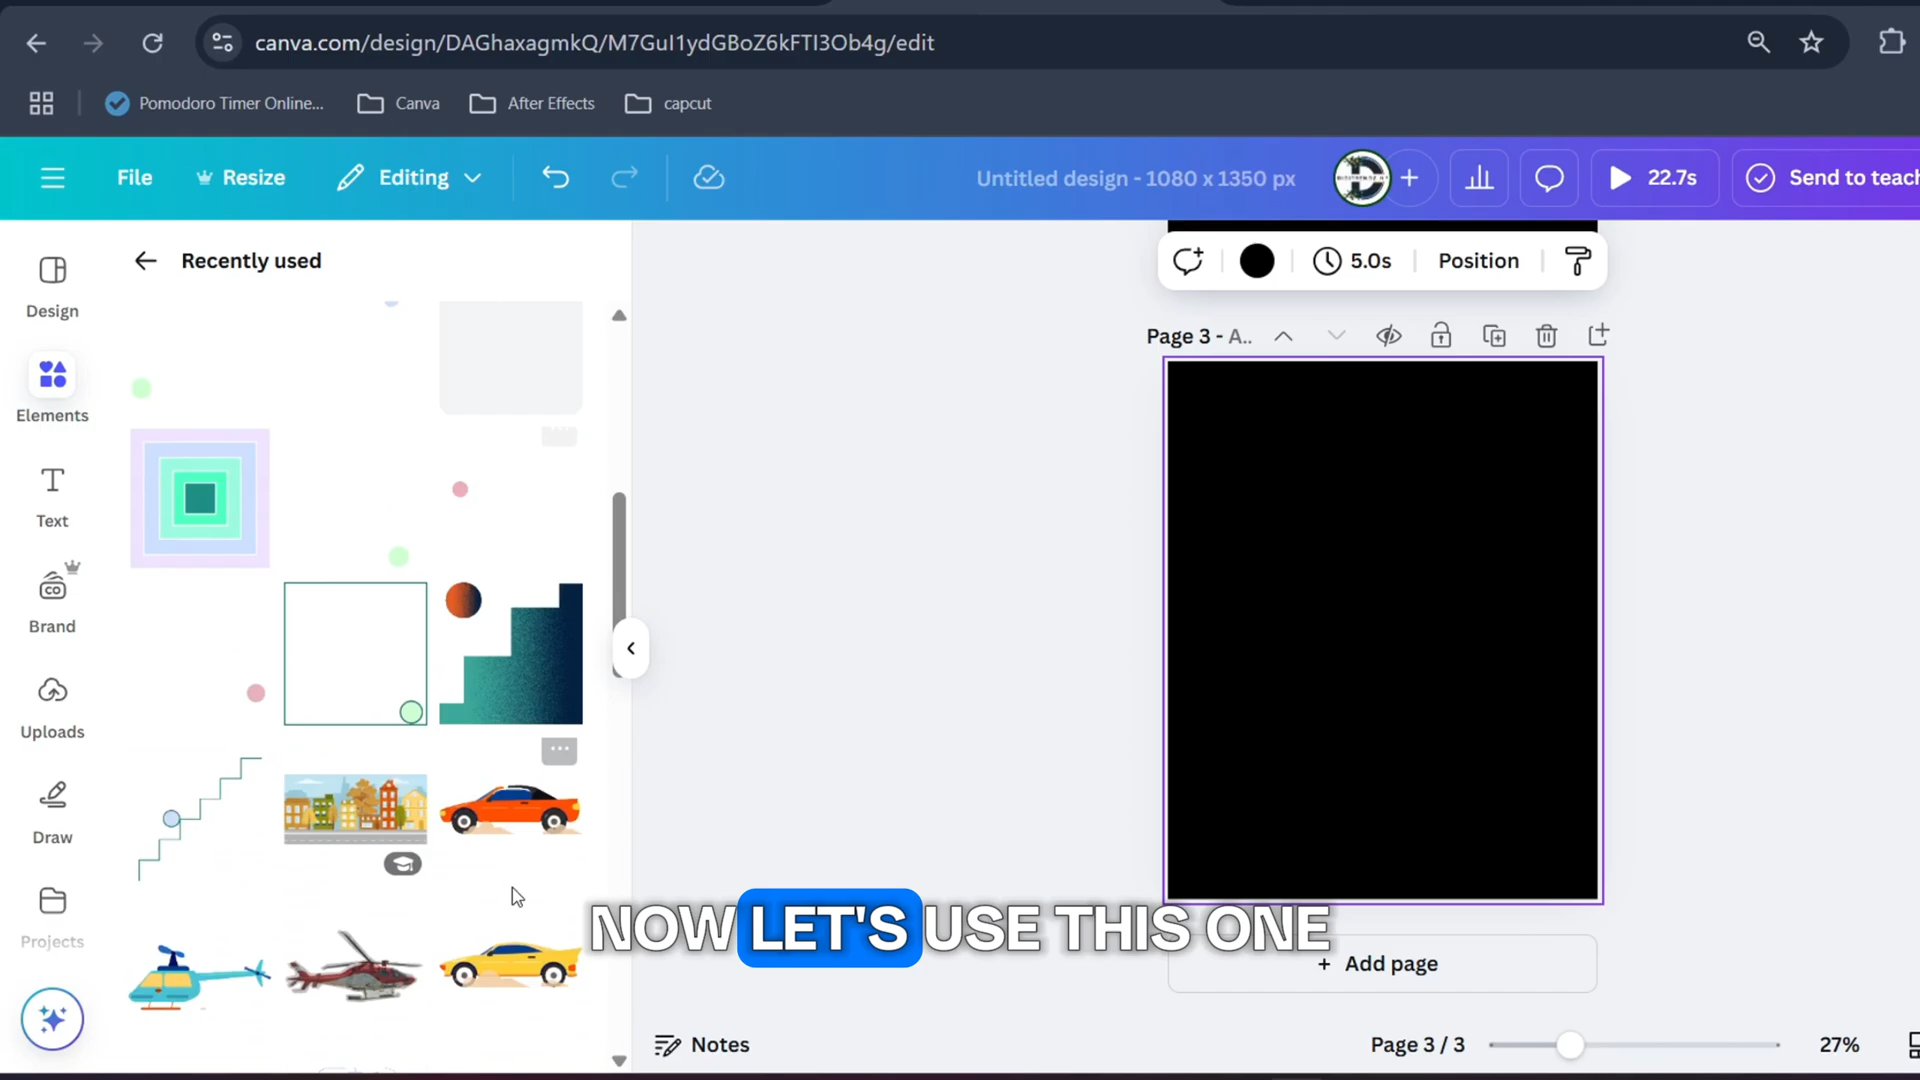 canva.com/design/DAGhaxagmkQ/M7GuI1ydGBoZ6kFTI3Ob4g/edit
Pomodoro Timer Online...
Canva
After Effects
capcut
File
Resize
Editing
Untitled design - 1080 x 1350 px
22.7s
Send to teach
Design
Elements
Text
Brand
Uploads
Draw
Projects
Recently used
5.0s
Position
Page 3 - A..
NOW LET'S USE THIS ONE
+ Add page
Notes
Page 3 / 3
27%